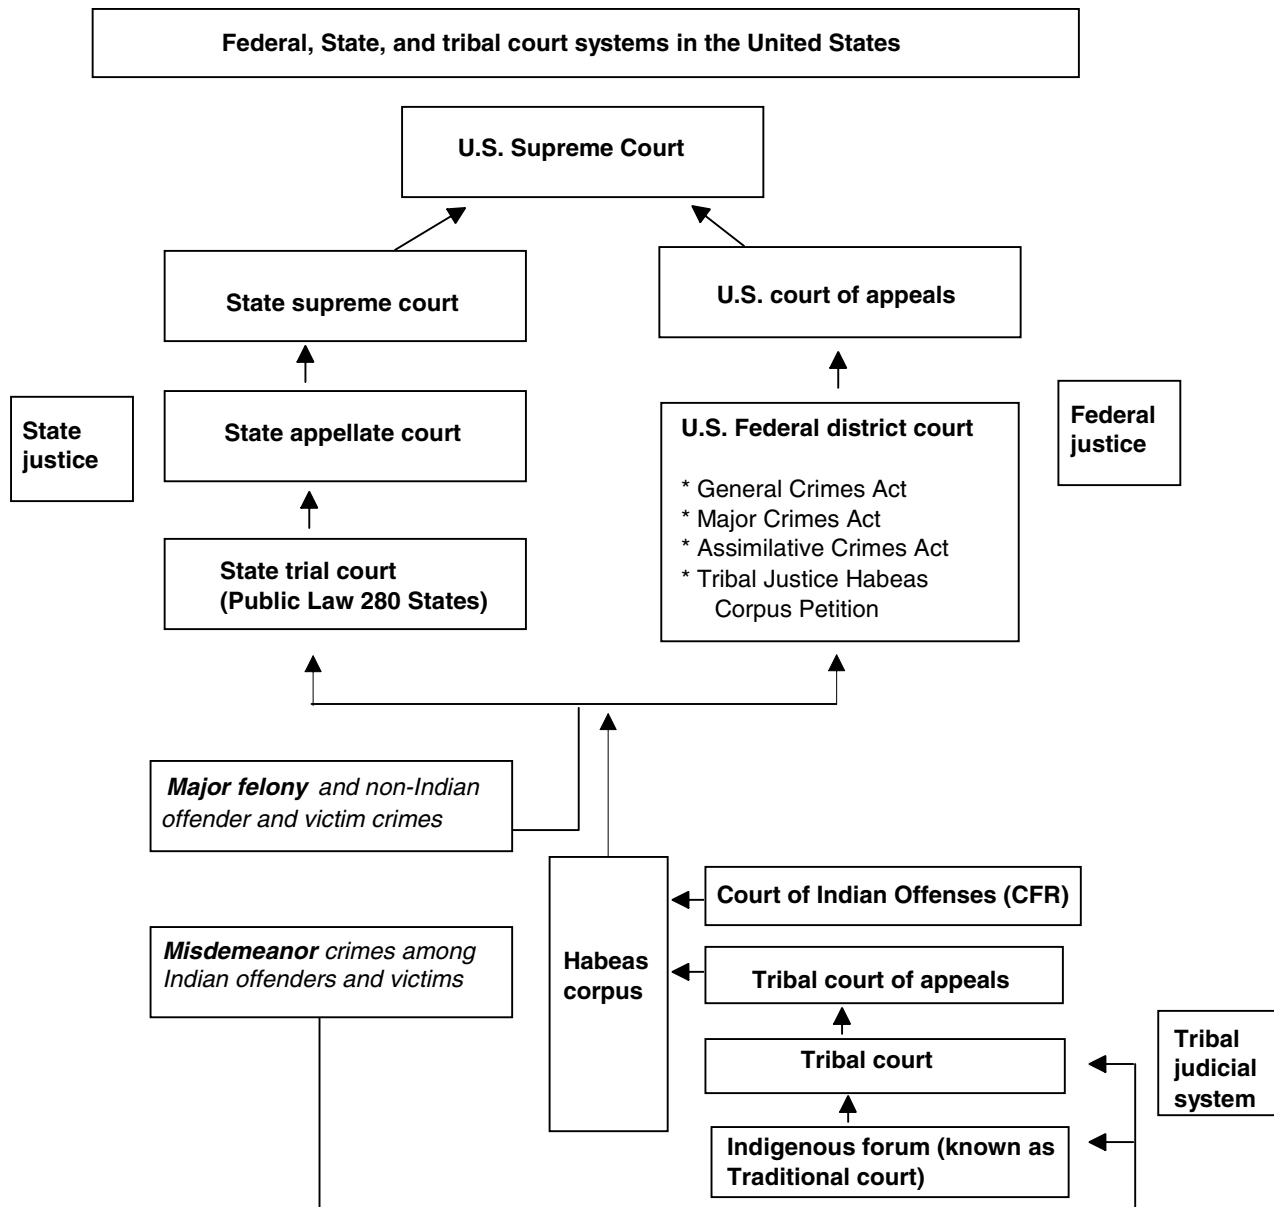 Federal, State, and tribal court systems in the United States
U.S. Supreme Court
State supreme court
U.S. court of appeals
State
justice
State appellate court
U.S. Federal district court
* General Crimes Act
* Major Crimes Act
* Assimilative Crimes Act
* Tribal Justice Habeas
Corpus Petition
Federal
justice
State trial court
(Public Law 280 States)
Major felony and non-Indian
offender and victim crimes
Misdemeanor crimes among
Indian offenders and victims
Habeas
corpus
Court of Indian Offenses (CFR)
Tribal court of appeals
Tribal court
Indigenous forum (known as
Traditional court)
Tribal
judicial
system